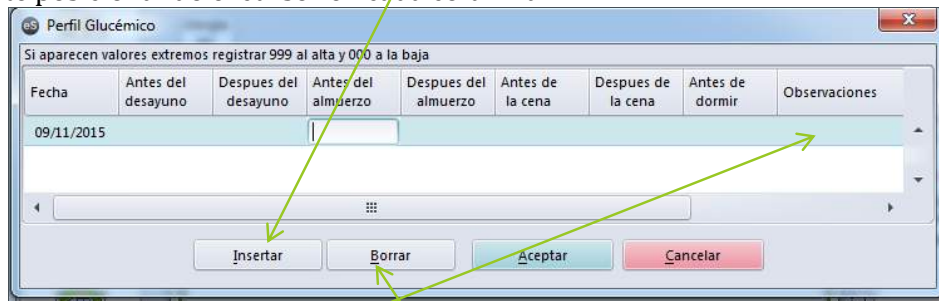 eS Perfil Glucémico
Si aparecen valores extremos registrar 999 al alta y 000 a la baja
Fecha Antes del desayuno Despues del desayuno Antes del almuerzo Despues del almuerzo Antes de la cena Despues de la cena Antes de dormir Observaciones
09/11/2015
Insertar Borrar Aceptar Cancelar